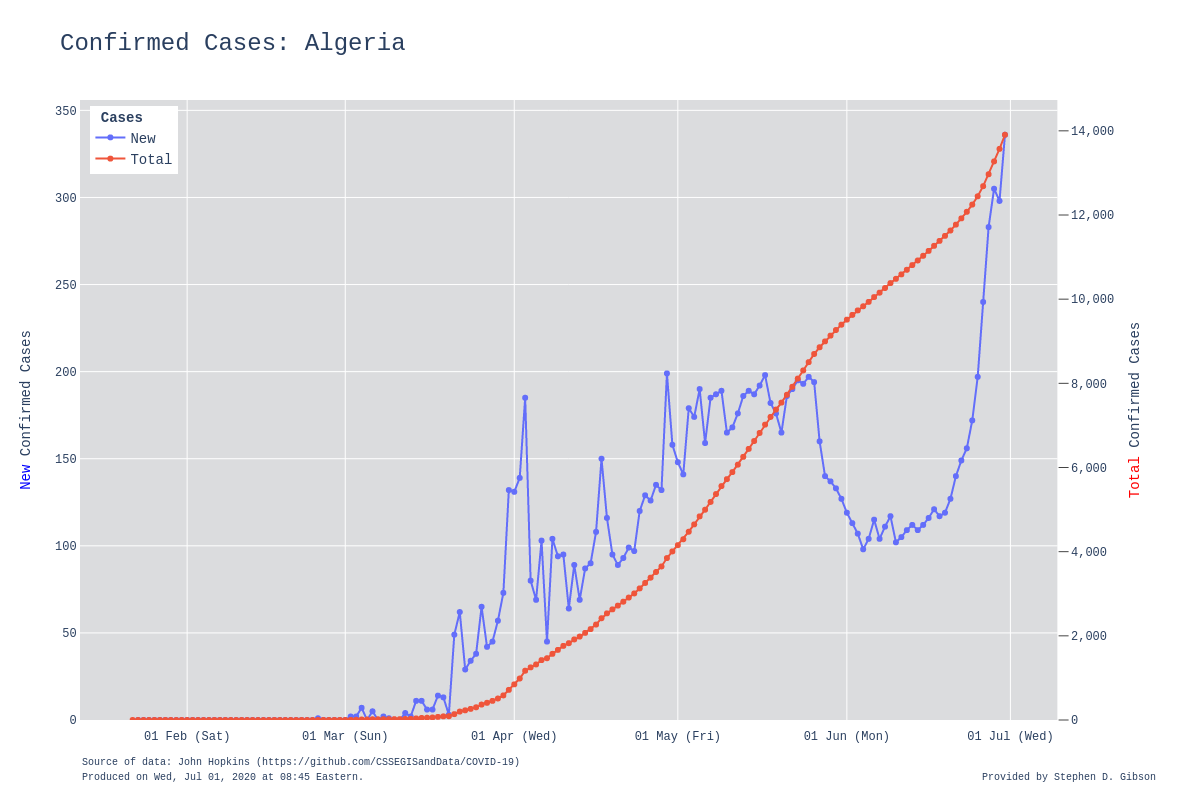 Confirmed Cases: Algeria
350
300
250
200
150
100
50
0
Cases
New
Total
14,000
12,000
10,000
8,000
6,000
4,000
2,000
0
New Confirmed Cases
Total Confirmed Cases
01 Feb (Sat)
01 Mar (Sun)
01 Apr (Wed)
01 May (Fri)
01 Jun (Mon)
01 Jul (Wed)
Source of data: John Hopkins (https://github.com/CSSEGISandData/COVID-19)
Produced on Wed, Jul 01, 2020 at 08:45 Eastern.
Provided by Stephen D. Gibson